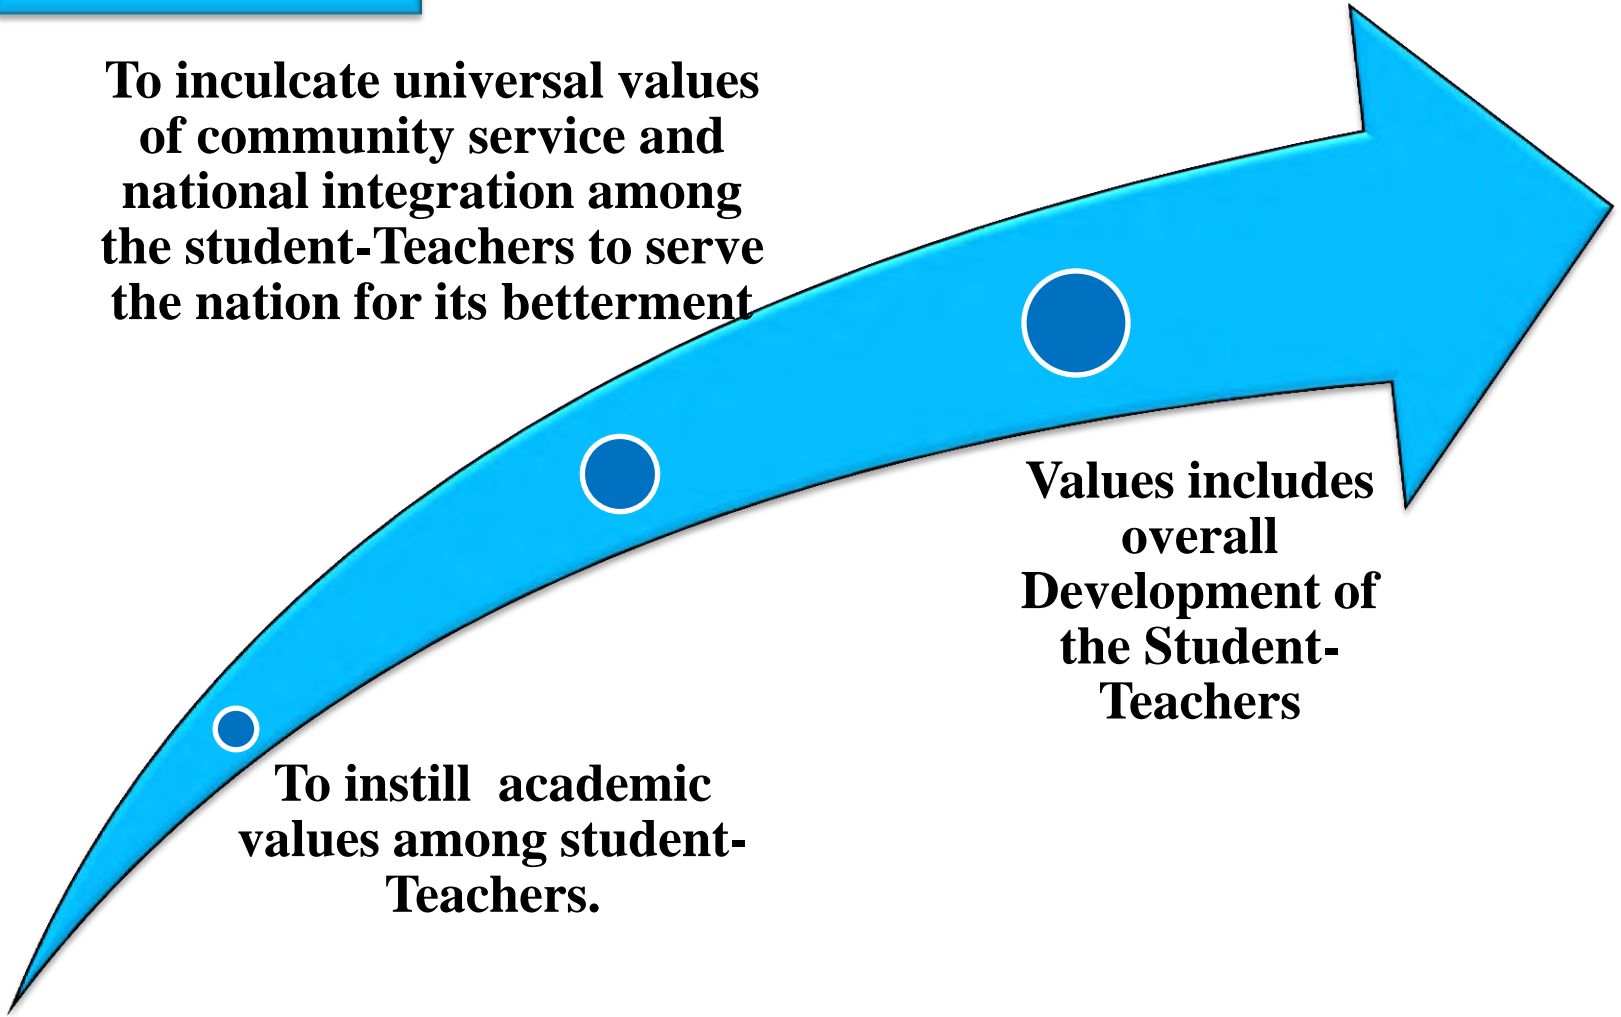 To inculcate universal values
of community service and
national integration among
the student-Teachers to serve
the nation for its betterment
Values includes
overall
Development of
the Student-
Teachers
To instill  academic
values among student-
Teachers.